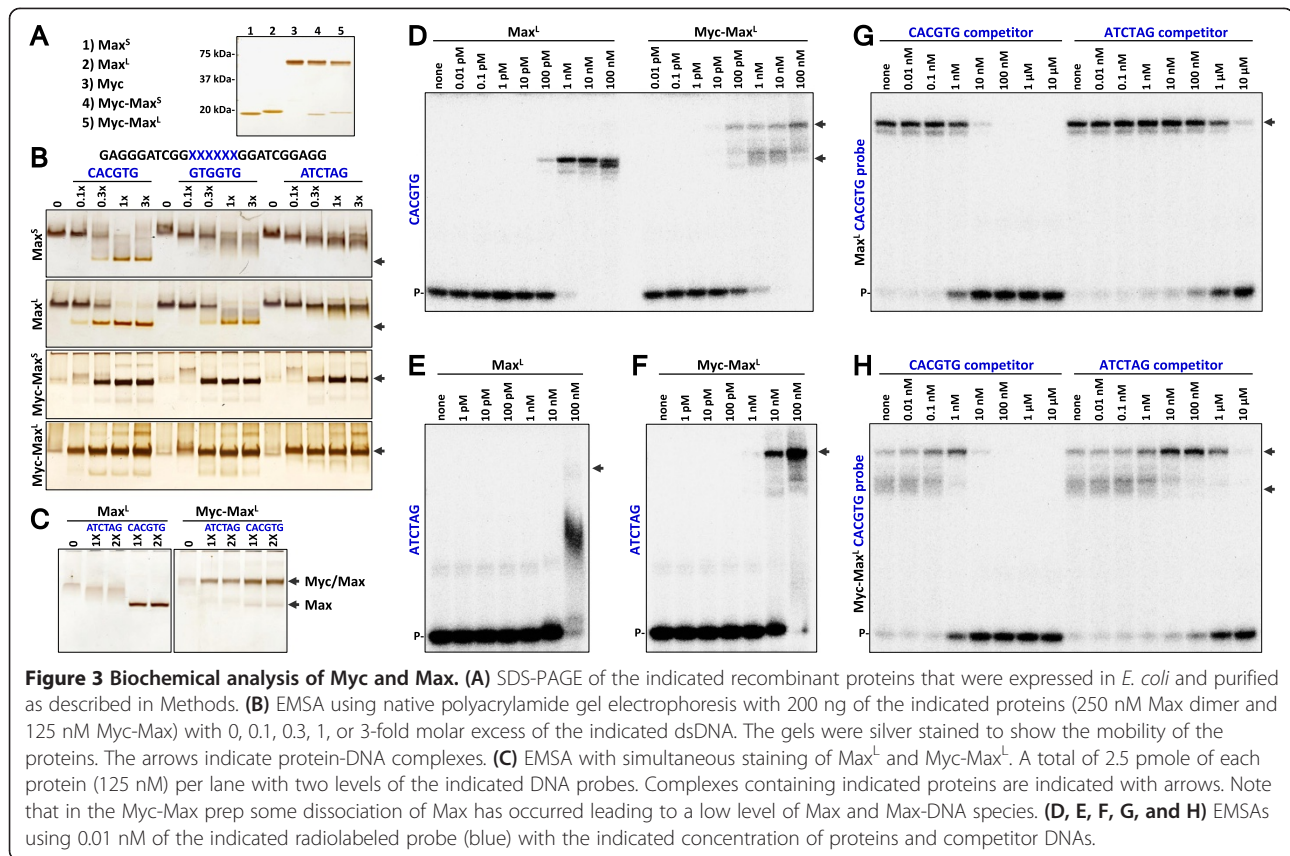 A
1) Max^S
2) Max^L
3) Myc
4) Myc-Max^S
5) Myc-Max^L
1 2 3 4 5
75 kDa-
37 kDa-
20 kDa-
B
GAGGGATCGGXXXXXXGGATCGGAGG
CACGTG GTGGTG ATCTAG
0 0.1x 0.3x 1x 3x 0 0.1x 0.3x 1x 3x 0 0.1x 0.3x 1x 3x
Max^S
Max^L
Myc-Max^S
Myc-Max^L
C
Max^L Myc-Max^L
ATCTAG CACGTG ATCTAG CACGTG
0 1X 2X 1X 2X 0 1X 2X 1X 2X
Myc/Max
Max
D
Max^L Myc-Max^L
none 0.01 pM 0.1 pM 1 pM 10 pM 100 pM 1 nM 10 nM 100 nM 0.01 pM 0.1 pM 1 pM 10 pM 100 pM 1 nM 10 nM 100 nM
CACGTG
P-
E
Max^L
none 1 pM 10 pM 100 pM 1 nM 10 nM 100 nM
ATCTAG
P-
F
Myc-Max^L
none 1 pM 10 pM 100 pM 1 nM 10 nM 100 nM
ATCTAG
P-
G
CACGTG competitor ATCTAG competitor
none 0.01 nM 0.1 nM 1 nM 10 nM 100 nM 1 µM 10 µM none 0.01 nM 0.1 nM 1 nM 10 nM 100 nM 1 µM 10 µM
Max^L CACGTG probe
P-
H
CACGTG competitor ATCTAG competitor
none 0.01 nM 0.1 nM 1 nM 10 nM 100 nM 1 µM 10 µM none 0.01 nM 0.1 nM 1 nM 10 nM 100 nM 1 µM 10 µM
Myc-Max^L CACGTG probe
P-
Figure 3 Biochemical analysis of Myc and Max. (A) SDS-PAGE of the indicated recombinant proteins that were expressed in E. coli and purified
as described in Methods. (B) EMSA using native polyacrylamide gel electrophoresis with 200 ng of the indicated proteins (250 nM Max dimer and
125 nM Myc-Max) with 0, 0.1, 0.3, 1, or 3-fold molar excess of the indicated dsDNA. The gels were silver stained to show the mobility of the
proteins. The arrows indicate protein-DNA complexes. (C) EMSA with simultaneous staining of Max^L and Myc-Max^L. A total of 2.5 pmole of each
protein (125 nM) per lane with two levels of the indicated DNA probes. Complexes containing indicated proteins are indicated with arrows. Note
that in the Myc-Max prep some dissociation of Max has occurred leading to a low level of Max and Max-DNA species. (D, E, F, G, and H) EMSAs
using 0.01 nM of the indicated radiolabeled probe (blue) with the indicated concentration of proteins and competitor DNAs.